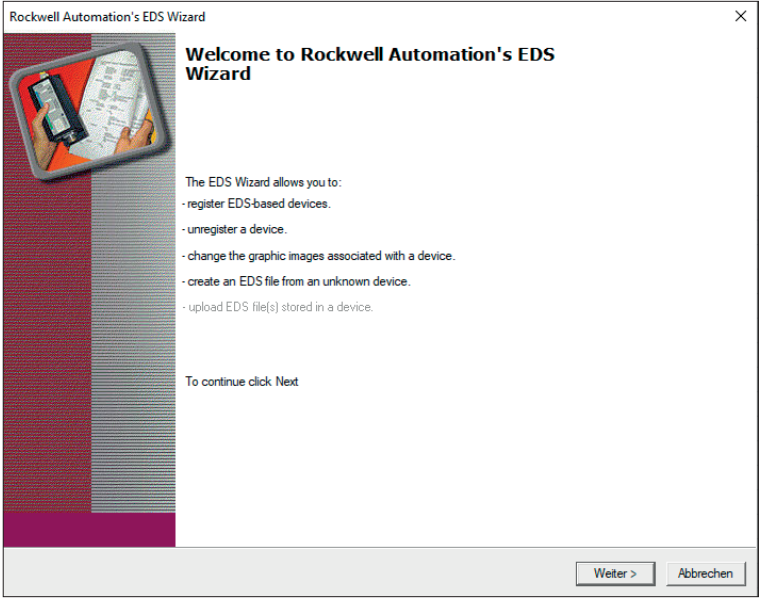 Rockwell Automation's EDS Wizard
Welcome to Rockwell Automation's EDS
Wizard
The EDS Wizard allows you to:
- register EDS-based devices.
- unregister a device.
- change the graphic images associated with a device.
- create an EDS file from an unknown device.
- upload EDS file(s) stored in a device.
To continue click Next
Weiter >
Abbrechen